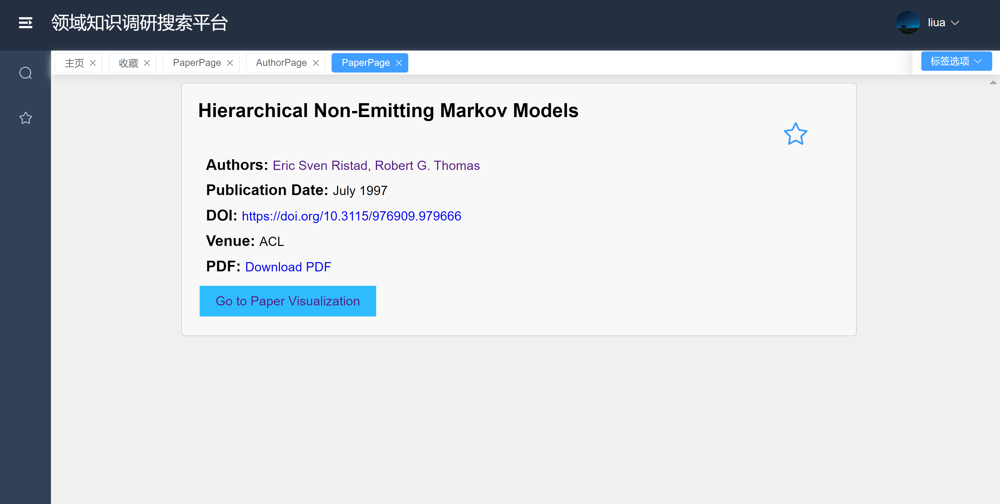 领域知识调研搜索平台
liua
主页 收藏 PaperPage AuthorPage PaperPage 标签选项
Hierarchical Non-Emitting Markov Models
Authors: Eric Sven Ristad, Robert G. Thomas
Publication Date: July 1997
DOI: https://doi.org/10.3115/976909.979666
Venue: ACL
PDF: Download PDF
Go to Paper Visualization